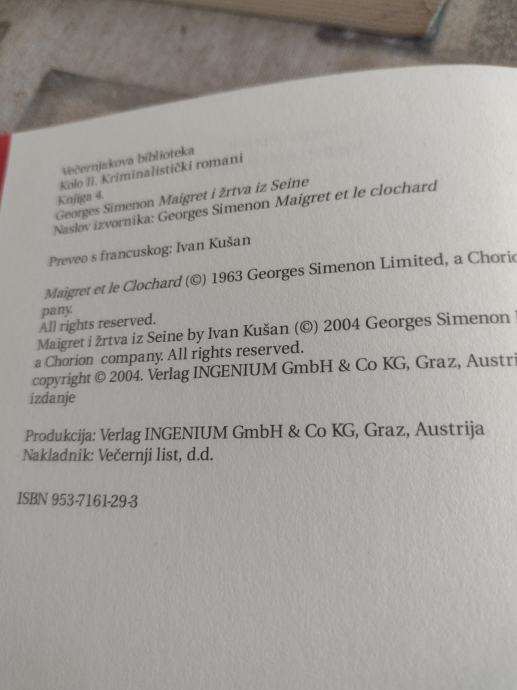 Večernjakova biblioteka
Kolo II. Kriminalistički romani
Knjiga 4.
Georges Simenon Maigret i žrtva iz Seine
Naslov izvornika: Georges Simenon Maigret et le clochard
Preveo s francuskog: Ivan Kušan
Maigret et le Clochard (©) 1963 Georges Simenon Limited, a Chorio
pany.
All rights reserved.
Maigret i žrtva iz Seine by Ivan Kušan (©) 2004 Georges Simenon
a Chorion company. All rights reserved.
copyright © 2004. Verlag INGENIUM GmbH & Co KG, Graz, Austri
izdanje
Produkcija: Verlag INGENIUM GmbH & Co KG, Graz, Austrija
Nakladnik: Večernji list, d.d.
ISBN 953-7161-29-3